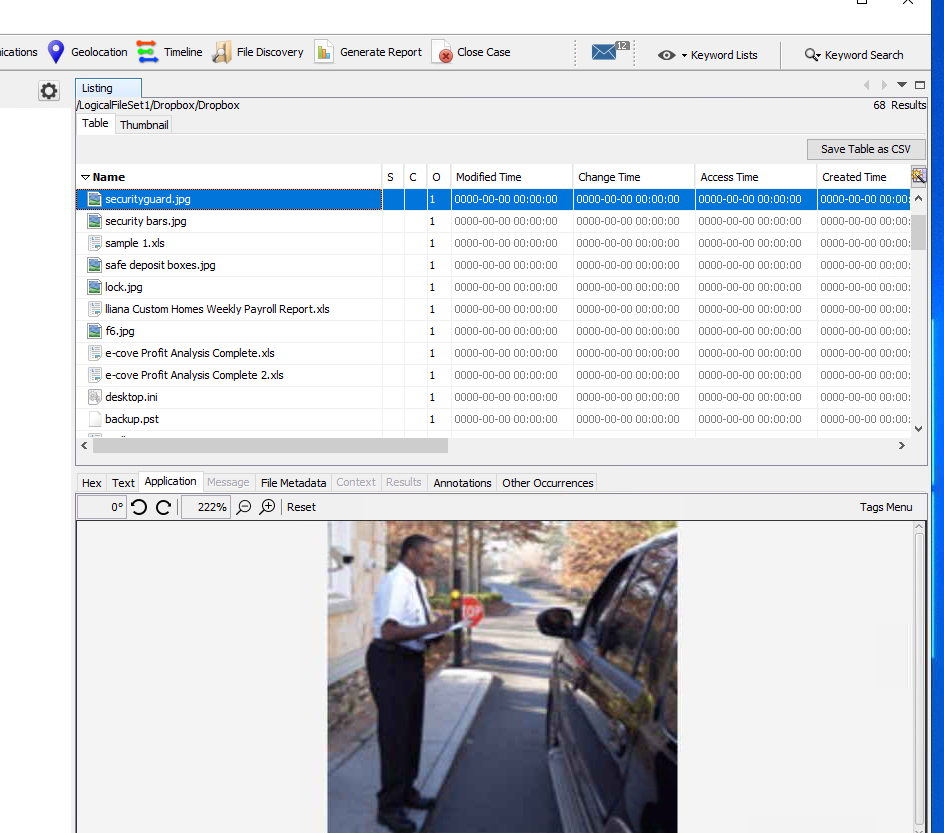 ications Geolocation Timeline File Discovery Generate Report Close Case 12 Keyword Lists Keyword Search
Listing
/LogicalFileSet1/Dropbox/Dropbox 68 Results
Table Thumbnail
Save Table as CSV
Name S C O Modified Time Change Time Access Time Created Time
securityguard.jpg 1 0000-00-00 00:00:00 0000-00-00 00:00:00 0000-00-00 00:00:00 0000-00-00 00:00:
security bars.jpg 1 0000-00-00 00:00:00 0000-00-00 00:00:00 0000-00-00 00:00:00 0000-00-00 00:00:
sample 1.xls 1 0000-00-00 00:00:00 0000-00-00 00:00:00 0000-00-00 00:00:00 0000-00-00 00:00:
safe deposit boxes.jpg 1 0000-00-00 00:00:00 0000-00-00 00:00:00 0000-00-00 00:00:00 0000-00-00 00:00:
lock.jpg 1 0000-00-00 00:00:00 0000-00-00 00:00:00 0000-00-00 00:00:00 0000-00-00 00:00:
lliana Custom Homes Weekly Payroll Report.xls 1 0000-00-00 00:00:00 0000-00-00 00:00:00 0000-00-00 00:00:00 0000-00-00 00:00:
f6.jpg 1 0000-00-00 00:00:00 0000-00-00 00:00:00 0000-00-00 00:00:00 0000-00-00 00:00:
e-cove Profit Analysis Complete.xls 1 0000-00-00 00:00:00 0000-00-00 00:00:00 0000-00-00 00:00:00 0000-00-00 00:00:
e-cove Profit Analysis Complete 2.xls 1 0000-00-00 00:00:00 0000-00-00 00:00:00 0000-00-00 00:00:00 0000-00-00 00:00:
desktop.ini 1 0000-00-00 00:00:00 0000-00-00 00:00:00 0000-00-00 00:00:00 0000-00-00 00:00:
backup.pst 1 0000-00-00 00:00:00 0000-00-00 00:00:00 0000-00-00 00:00:00 0000-00-00 00:00:
Hex Text Application Message File Metadata Context Results Annotations Other Occurrences
0° 222% Reset Tags Menu
STOP